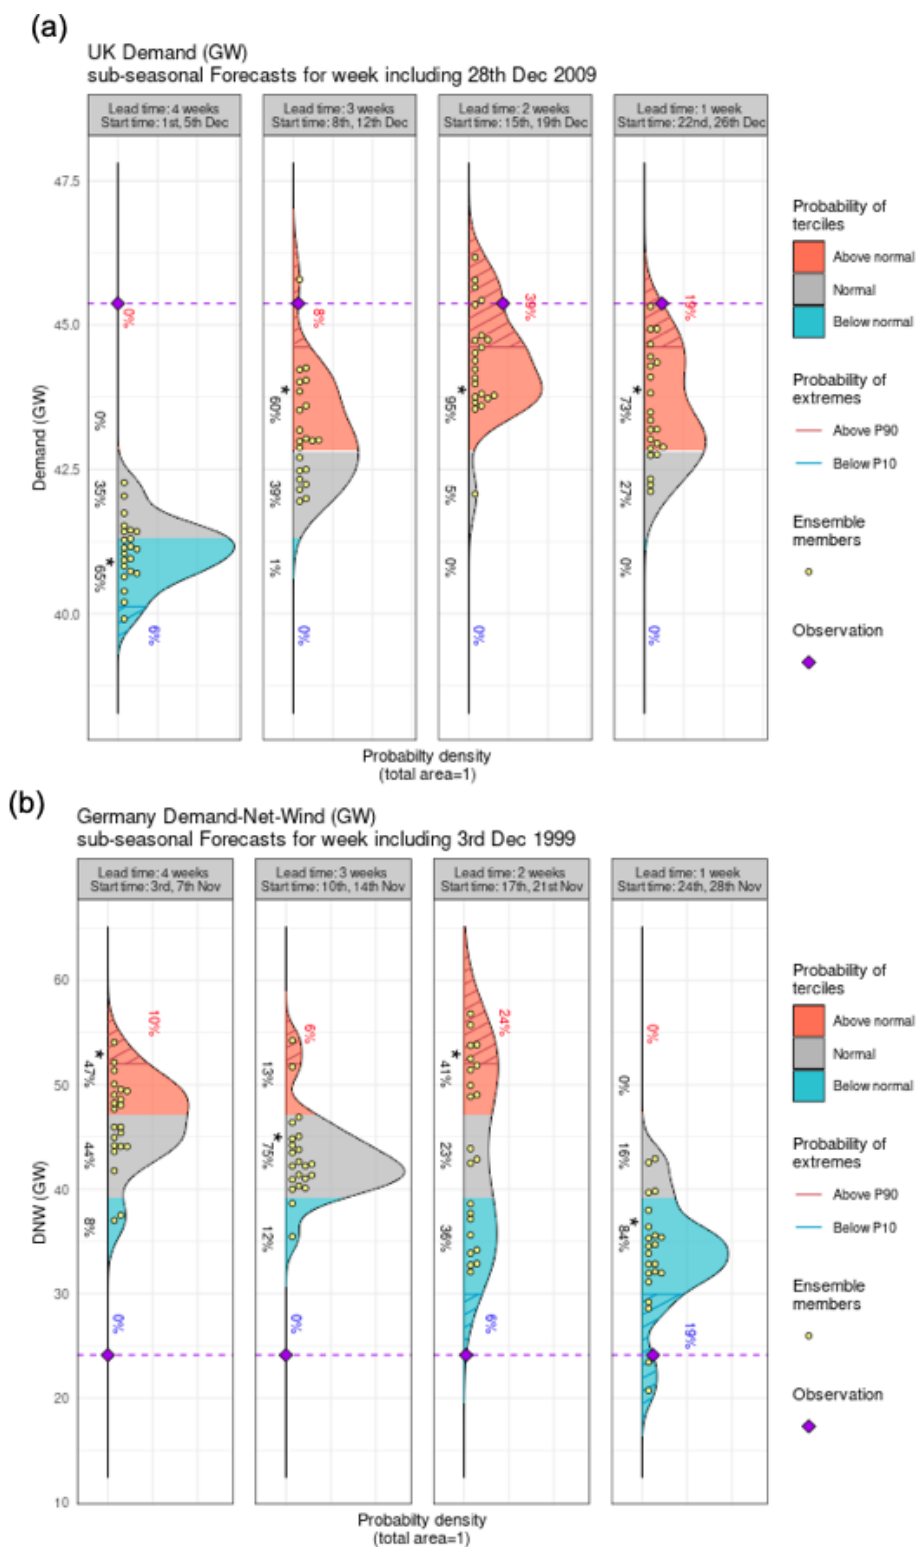 (a)
UK Demand (GW)
sub-seasonal Forecasts for week including 28th Dec 2009
Lead time: 4 weeks
Start time: 1st, 5th Dec
Lead time: 3 weeks
Start time: 8th, 12th Dec
Lead time: 2 weeks
Start time: 15th, 19th Dec
Lead time: 1 week
Start time: 22nd, 26th Dec
Demand (GW)
47.5
45.0
42.5
40.0
0%
0%
35%
*
65%
6%
8%
*
60%
39%
1%
0%
39%
*
95%
5%
0%
0%
19%
*
73%
27%
0%
0%
Probabilty density
(total area=1)
Probability of
terciles
Above normal
Normal
Below normal
Probability of
extremes
Above P90
Below P10
Ensemble
members
Observation
(b)
Germany Demand-Net-Wind (GW)
sub-seasonal Forecasts for week including 3rd Dec 1999
Lead time: 4 weeks
Start time: 3rd, 7th Nov
Lead time: 3 weeks
Start time: 10th, 14th Nov
Lead time: 2 weeks
Start time: 17th, 21st Nov
Lead time: 1 week
Start time: 24th, 28th Nov
DNW (GW)
60
50
40
30
20
10
10%
*
47%
44%
8%
0%
6%
13%
*
75%
12%
0%
24%
*
41%
23%
36%
6%
0%
0%
16%
*
84%
19%
Probabilty density
(total area=1)
Probability of
terciles
Above normal
Normal
Below normal
Probability of
extremes
Above P90
Below P10
Ensemble
members
Observation